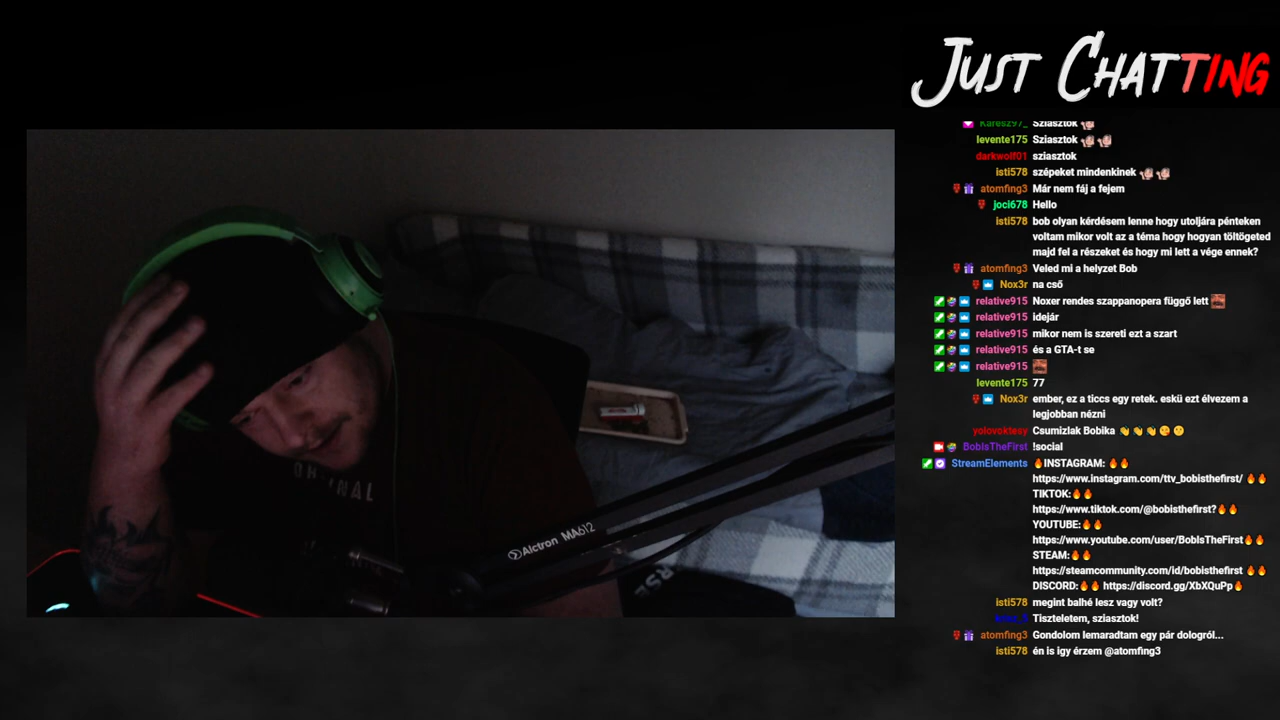 JUST CHATTING
Karesz97_ Sziasztok
levente175 Sziasztok
darkwolf01 sziasztok
isti578 szépeket mindenkinek
atomfing3 Már nem fáj a fejem
joci678 Hello
isti578 bob olyan kérdésem lenne hogy utoljára pénteken
voltam mikor volt az a téma hogy hogyan töltögeted
majd fel a részeket és hogy mi lett a vége ennek?
atomfing3 Veled mi a helyzet Bob
Nox3r na cső
relative915 Noxer rendes szappanopera függő lett
relative915 idejár
relative915 mikor nem is szereti ezt a szart
relative915 és a GTA-t se
relative915
levente175 77
Nox3r ember, ez a ticcs egy retek. eskü ezt élvezem a
legjobban nézni
yolovoktesy Csumizlak Bobika
BobIsTheFirst !social
StreamElements INSTAGRAM:
https://www.instagram.com/ttv_bobisthefirst/
TIKTOK:
https://www.tiktok.com/@bobisthefirst?
YOUTUBE:
https://www.youtube.com/user/BobIsTheFirst
STEAM:
https://steamcommunity.com/id/bobisthefirst
DISCORD: https://discord.gg/XbXQuPp
isti578 megint balhé lesz vagy volt?
Tiszteletem, sziasztok!
atomfing3 Gondolom lemaradtam egy pár dologról...
isti578 én is igy érzem @atomfing3
ORIGINAL
Alctron MA612